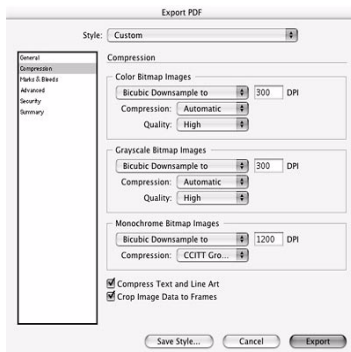 Export PDF
Style: Custom
General
Compression
Marks & Bleeds
Advanced
Security
Summary
Compression
Color Bitmap Images
Bicubic Downsample to 300 DPI
Compression: Automatic
Quality: High
Grayscale Bitmap Images
Bicubic Downsample to 300 DPI
Compression: Automatic
Quality: High
Monochrome Bitmap Images
Bicubic Downsample to 1200 DPI
Compression: CCITT Gro...
Compress Text and Line Art
Crop Image Data to Frames
Save Style... Cancel Export